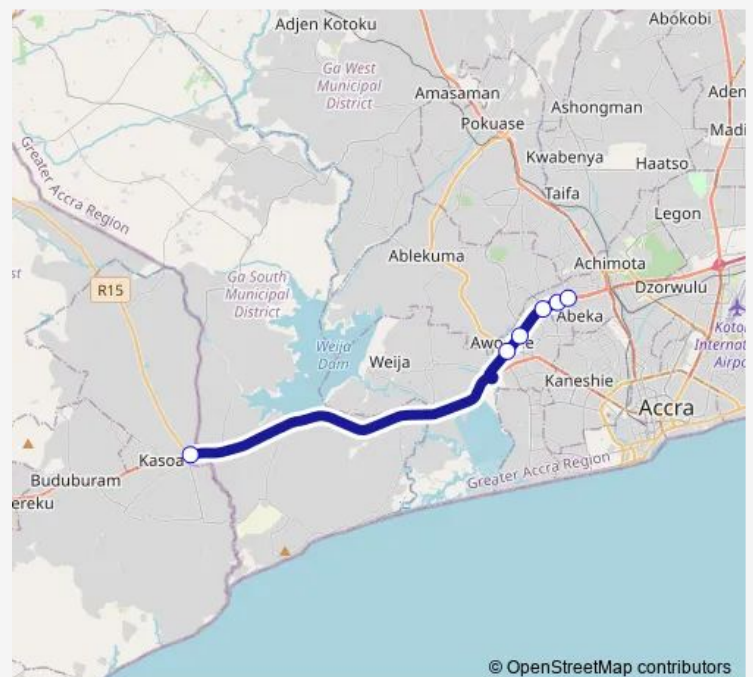 Adjen Kotoku
Abokobi
Ga West
Municipal
District
Amasaman
Aden
Ashongman
Pokuase
Madi
Kwabenya
Haatso
Greater Accra Region
Taifa
Legon
Ablekuma
st
Achimota
R15
Ga South
Municipal
District
Dzorwulu
Abeka
Koto
Internat
Airpo
Weija
Dam
Weija
Kaneshie
Accra
Kasoa
Greater Accra Region
Buduburam
ereku
© OpenStreetMap contributors